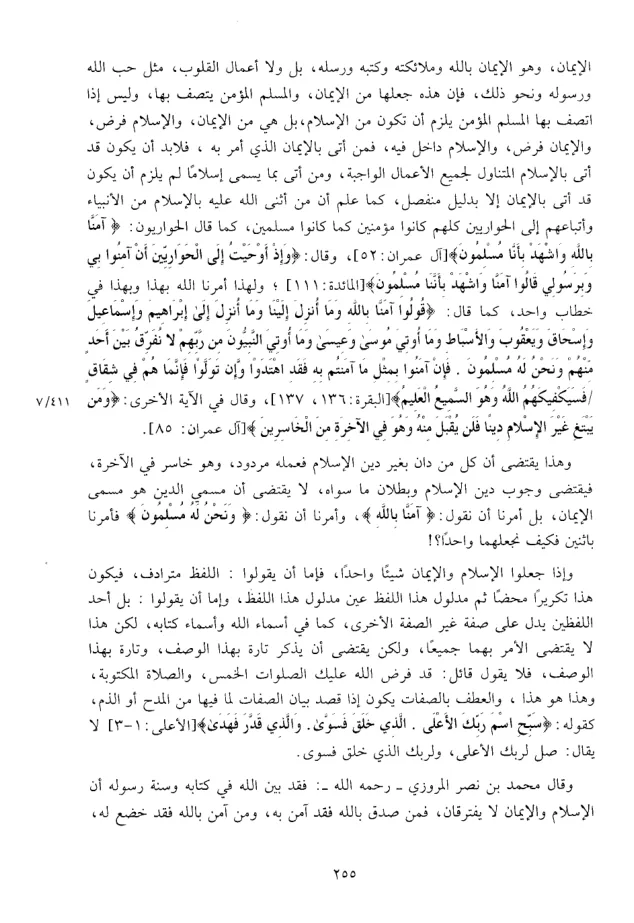 الإيمان، وهو الإيمان بالله وملائكته وكتبه ورسله، بل ولا أعمال القلوب، مثل حب الله
ورسوله ونحو ذلك، فإن هذه جعلها من الإيمان، والمسلم المؤمن يتصف بها، وليس إذا
اتصف بها المسلم المؤمن يلزم أن تكون من الإسلام،بل هي من الإيمان، والإسلام فرض،
والإيمان فرض، والإسلام داخل فيه، فمن أتى بالإيمان الذي أمر به ، فلابد أن يكون قد
أتى بالإسلام المتناول لجميع الأعمال الواجبة، ومن أتى بما يسمى إسلامًا لم يلزم أن يكون
قد أتى بالإيمان إلا بدليل منفصل، كما علم أن من أثنى الله عليه بالإسلام من الأنبياء
وأتباعهم إلى الحواريين كلهم كانوا مؤمنين كما كانوا مسلمين، كما قال الحواريون: ﴿ آمَنَّا
بِاللَّهِ وَاشْهَدْ بِأَنَّا مُسْلِمُونَ﴾[آل عمران:٥٢]، وقال: ﴿وَإِذْ أَوْحَيْتُ إِلَى الْحَوَارِيِّينَ أَنْ آمِنُوا بِي
وَبِرَسُولِي قَالُوا آمَنَّا وَاشْهَدْ بِأَنَّنَا مُسْلِمُونَ﴾[المائدة:١١١] ؛ ولهذا أمرنا الله بهذا وبهذا في
خطاب واحد، كما قال: ﴿قُولُوا آمَنَّا بِاللَّهِ وَمَا أُنزِلَ إِلَيْنَا وَمَا أُنزِلَ إِلَىٰ إِبْرَاهِيمَ وَإِسْمَاعِيلَ
وَإِسْحَاقَ وَيَعْقُوبَ وَالأَسْبَاطِ وَمَا أُوتِيَ مُوسَىٰ وَعِيسَىٰ وَمَا أُوتِيَ النَّبِيُّونَ مِن رَّبِّهِمْ لا نُفَرِّقُ بَيْنَ أَحَدٍ
مِّنْهُمْ وَنَحْنُ لَهُ مُسْلِمُونَ . فَإِنْ آمَنُوا بِمِثْلِ مَا آمَنتُم بِهِ فَقَدِ اهْتَدَوْا وَّإِن تَوَلَّوْا فَإِنَّمَا هُمْ فِي شِقَاقٍ
/فَسَيَكْفِيكَهُمُ اللَّهُ وَهُوَ السَّمِيعُ الْعَلِيمُ﴾[البقرة:١٣٦، ١٣٧]، وقال في الآية الأخرى: ﴿وَمَن
٧/٤١١
يَبْتَغِ غَيْرَ الإِسْلامِ دِينًا فَلَن يُقْبَلَ مِنْهُ وَهُوَ فِي الآخِرَةِ مِنَ الْخَاسِرِينَ ﴾[آل عمران: ٨٥].
وهذا يقتضى أن كل من دان بغير دين الإسلام فعمله مردود، وهو خاسر في الآخرة،
فيقتضى وجوب دين الإسلام وبطلان ما سواه، لا يقتضى أن مسمي الدين هو مسمى
الإيمان، بل أمرنا أن نقول: ﴿ آمَنَّا بِاللَّهِ ﴾، وأمرنا أن نقول: ﴿ وَنَحْنُ لَهُ مُسْلِمُونَ ﴾ فأمرنا
باثنين فكيف نجعلهما واحدًا؟!
وإذا جعلوا الإسلام والإيمان شيئًا واحدًا، فإما أن يقولوا : اللفظ مترادف، فيكون
هذا تكريرًا محضًا ثم مدلول هذا اللفظ عين مدلول هذا اللفظ، وإما أن يقولوا : بل أحد
اللفظين يدل على صفة غير الصفة الأخرى، كما في أسماء الله وأسماء كتابه، لكن هذا
لا يقتضى الأمر بهما جميعًا، ولكن يقتضى أن يذكر تارة بهذا الوصف، وتارة بهذا
الوصف، فلا يقول قائل: قد فرض الله عليك الصلوات الخمس، والصلاة المكتوبة،
وهذا هو هذا ، والعطف بالصفات يكون إذا قصد بيان الصفات لما فيها من المدح أو الذم،
كقوله: ﴿سَبِّحِ اسْمَ رَبِّكَ الأَعْلَى . الَّذِي خَلَقَ فَسَوَّىٰ. وَالَّذِي قَدَّرَ فَهَدَىٰ﴾[الأعلى:١-٣] لا
يقال: صل لربك الأعلى، ولربك الذي خلق فسوى.
وقال محمد بن نصر المروزي ـ رحمه الله ـ: فقد بين الله في كتابه وسنة رسوله أن
الإسلام والإيمان لا يفترقان، فمن صدق بالله فقد آمن به، ومن آمن بالله فقد خضع له،
٢٥٥